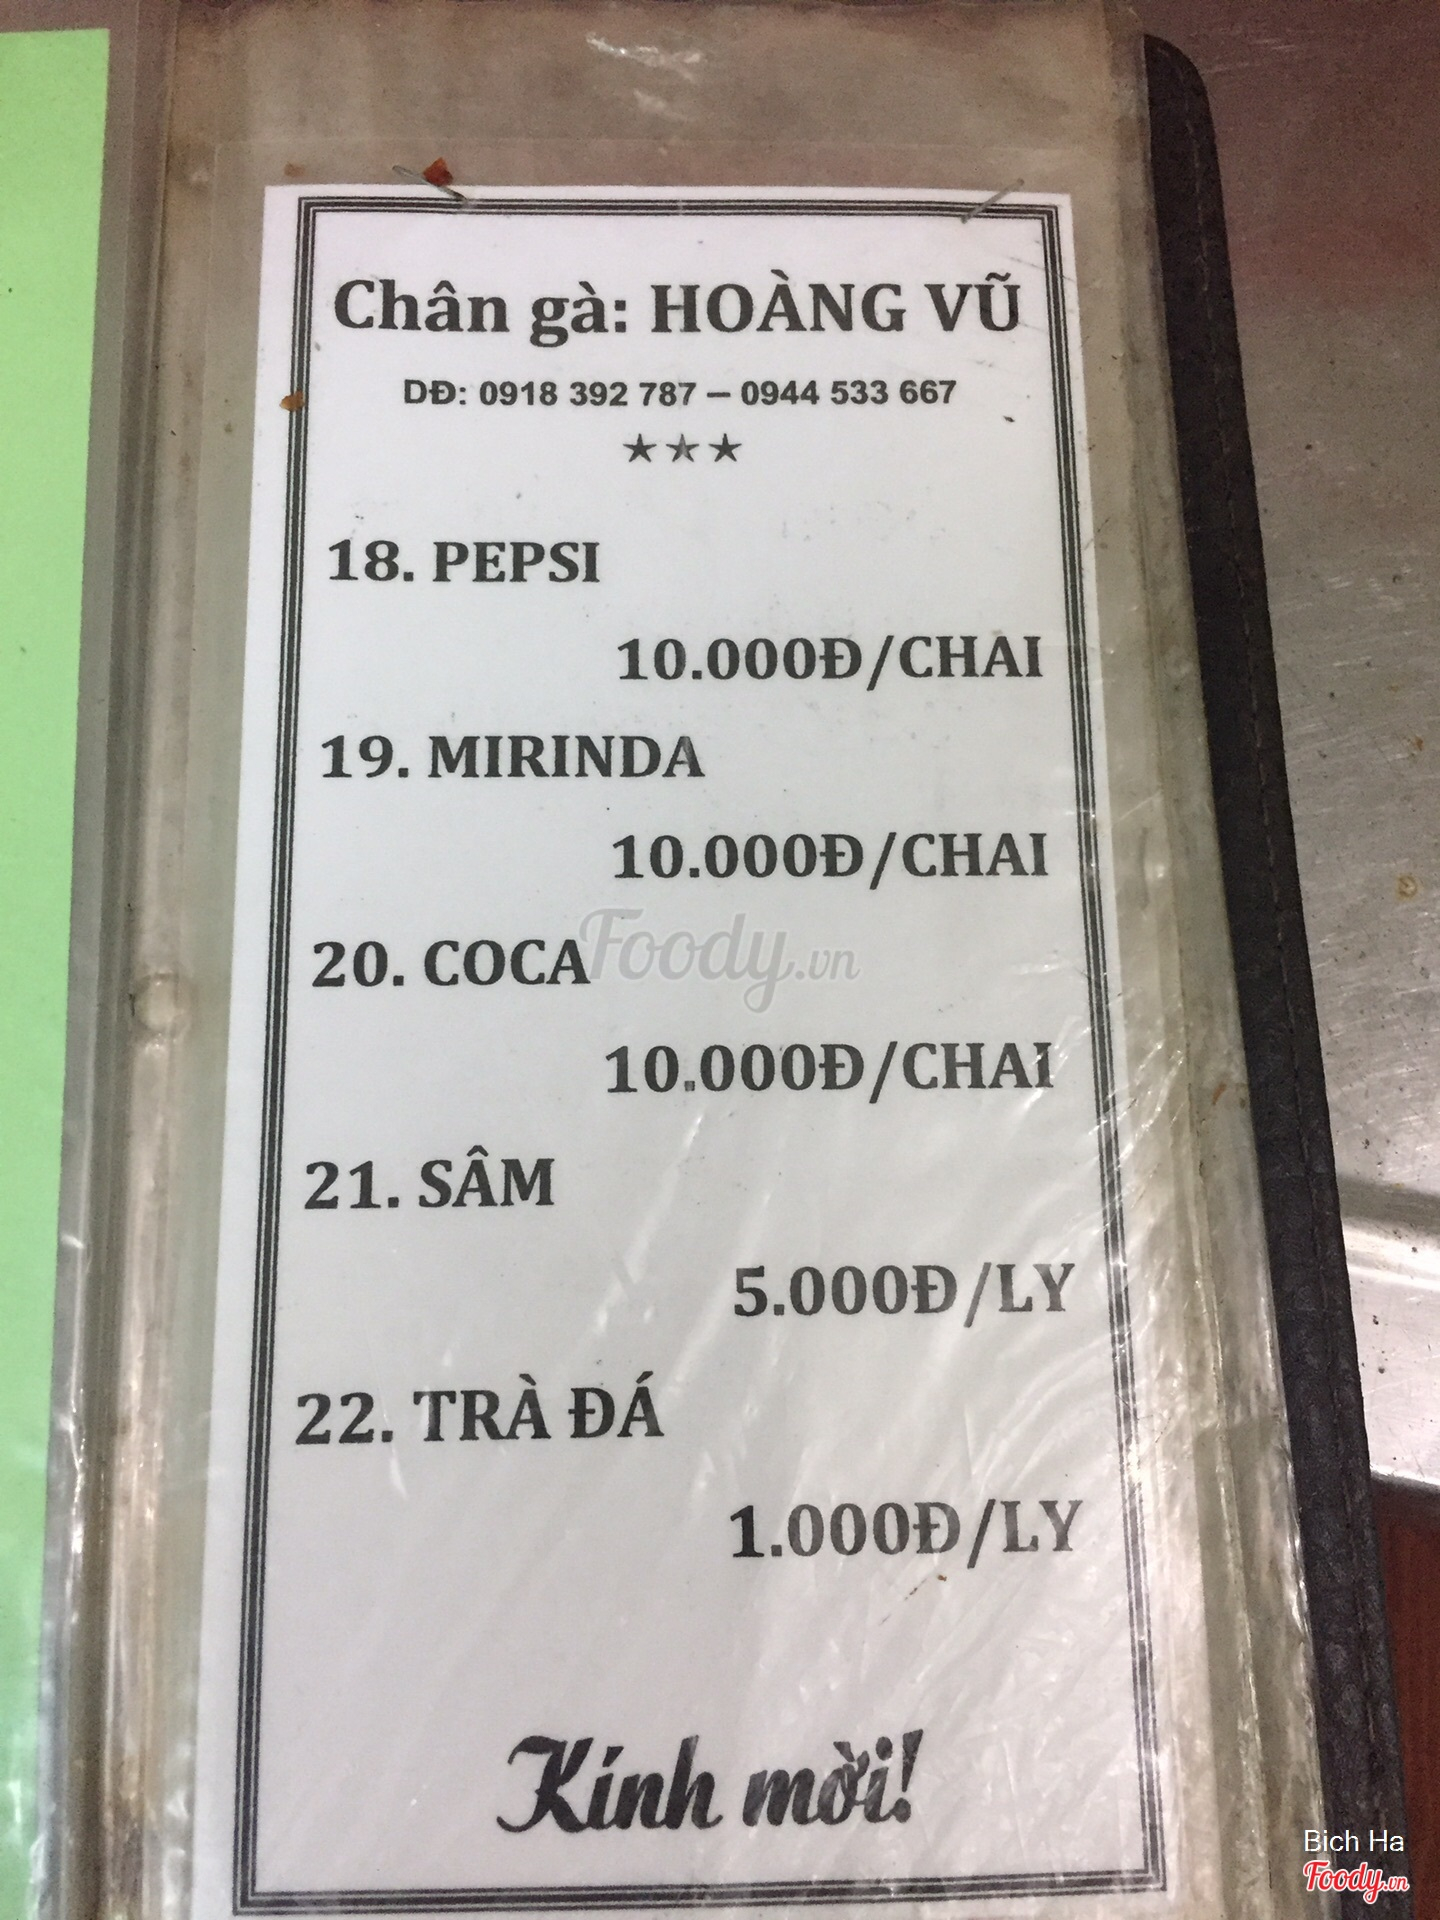 Chân gà: HOÀNG VŨ
DĐ: 0918 392 787 – 0944 533 667
★★★
18. PEPSI
10.000Đ/CHAI
19. MIRINDA
10.000Đ/CHAI
20. COCA
Foody.vn
10.000Đ/CHAI
21. SÂM
5.000Đ/LY
22. TRÀ ĐÁ
1.000Đ/LY
Kính mời!
Bich Ha
Foody.vn